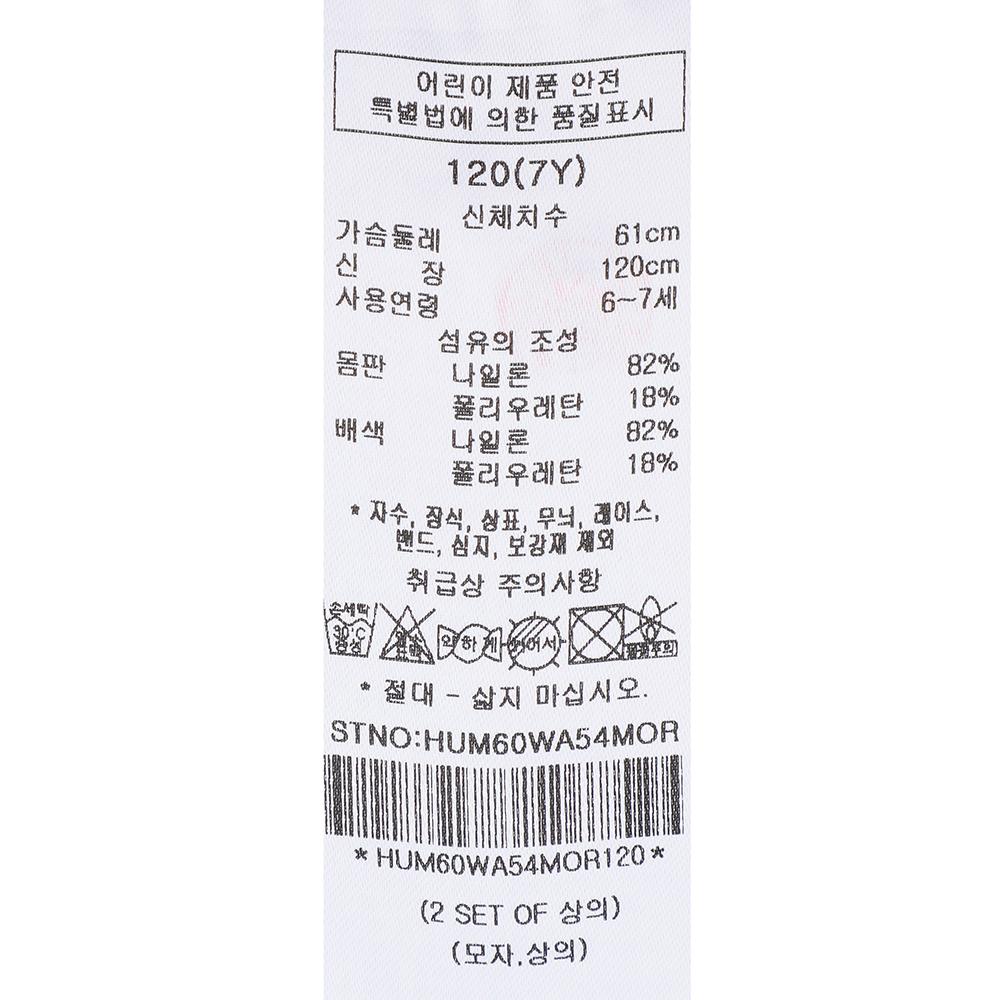 어린이 제품 안전
특별법에 의한 품질표시
120(7Y)
신체치수
가슴둘레 61cm
신 장 120cm
사용연령 6~7세
섬유의 조성
몸판 나일론 82%
폴리우레탄 18%
배색 나일론 82%
폴리우레탄 18%
* 자수, 장식, 상표, 무늬, 레이스,
밴드, 심지, 보강재 제외
취급상 주의사항
손세탁
30℃
중성
약하게
* 절대 - 삶지 마십시오.
STNO:HUM60WA54MOR
*HUM60WA54MOR120*
(2 SET OF 상의)
(모자,상의)